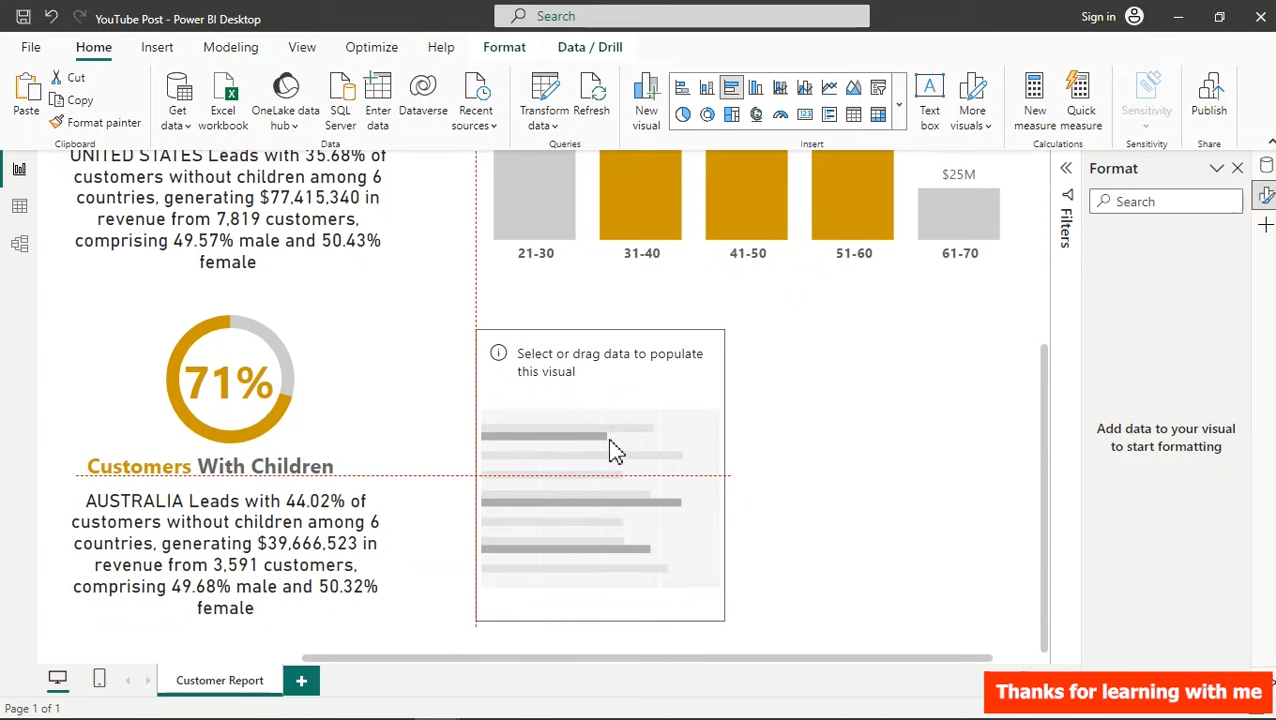 YouTube Post - Power BI Desktop
Search
Sign in
File
Home
Insert
Modeling
View
Optimize
Help
Format
Data / Drill
Paste
Cut
Copy
Format painter
Clipboard
Get data
Excel workbook
OneLake data hub
SQL Server
Enter data
Dataverse
Recent sources
Data
Transform data
Refresh
Queries
New visual
Text box
More visuals
Insert
New measure
Quick measure
Calculations
Sensitivity
Sensitivity
Publish
Share
UNITED STATES Leads with 35.68% of
customers without children among 6
countries, generating $77,415,340 in
revenue from 7,819 customers,
comprising 49.57% male and 50.43%
female
71%
Customers With Children
AUSTRALIA Leads with 44.02% of
customers without children among 6
countries, generating $39,666,523 in
revenue from 3,591 customers,
comprising 49.68% male and 50.32%
female
$25M
21-30
31-40
41-50
51-60
61-70
Select or drag data to populate
this visual
Filters
Format
Search
Add data to your visual
to start formatting
Customer Report
Page 1 of 1
Thanks for learning with me